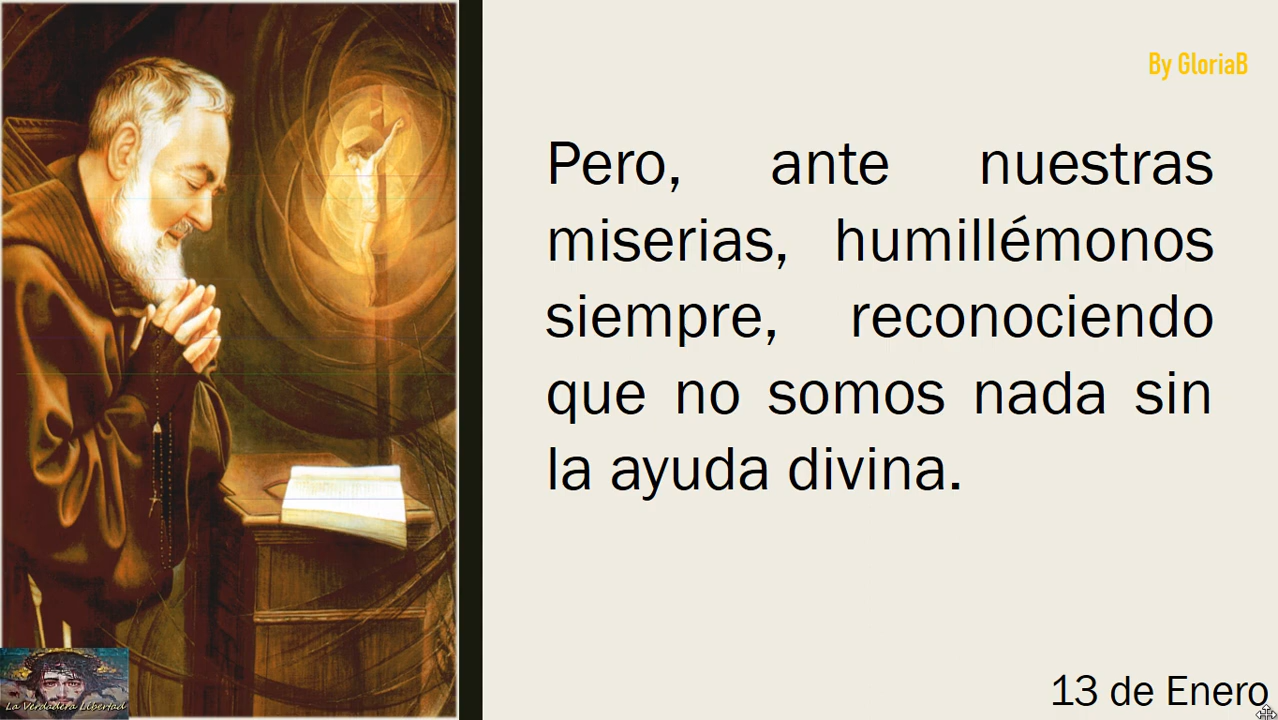 By GloriaB
Pero, ante nuestras
miserias, humillémonos
siempre, reconociendo
que no somos nada sin
la ayuda divina.
La Verdadera Libertad
13 de Enero